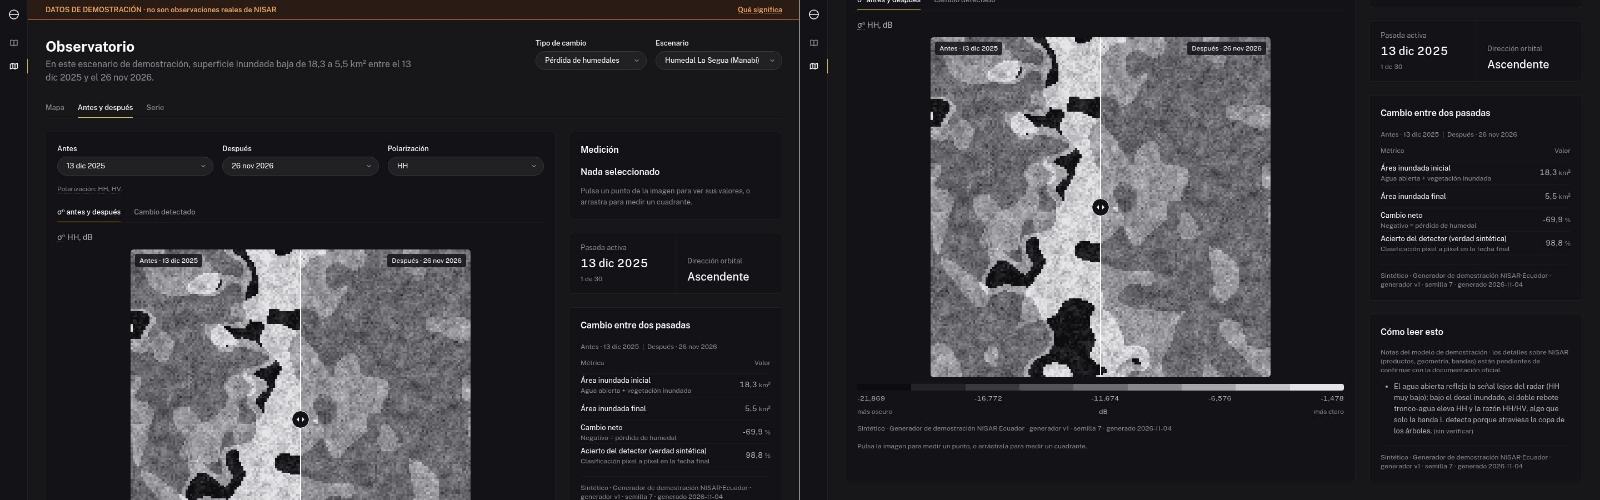 DATOS DE DEMOSTRACIÓN · no son observaciones reales de NISAR
Qué significa
Observatorio
En este escenario de demostración, superficie inundada baja de 18,3 a 5,5 km² entre el 13
dic 2025 y el 26 nov 2026.
Tipo de cambio
Pérdida de humedales
Escenario
Humedal La Segua (Manabí)
Mapa
Antes y después
Serie
Antes
13 dic 2025
Después
26 nov 2026
Polarización
HH
Polarización: HH, HV.
σ⁰ antes y después
Cambio detectado
σ⁰ HH, dB
Antes · 13 dic 2025
Después · 26 nov 2026
Medición
Nada seleccionado
Pulse un punto de la imagen para ver sus valores, o
arrastra para medir un cuadrante.
Pasada activa
13 dic 2025
1 de 30
Dirección orbital
Ascendente
Cambio entre dos pasadas
Antes · 13 dic 2025 | Después · 26 nov 2026
Métrica
Valor
Área inundada inicial
Agua abierta + vegetación inundada
18,3 km²
Área inundada final
5,5 km²
Cambio neto
Negativo = pérdida de humedal
-69,9 %
Acierto del detector (verdad sintética)
Clasificación píxel a píxel en la fecha final
98,8 %
Sintético · Generador de demostración NISAR-Ecuador ·
generador v1 · semilla 7 · generado 2026-11-04
σ⁰ antes y después
Cambio detectado
σ⁰ HH, dB
Antes · 13 dic 2025
Después · 26 nov 2026
-21,869
-16,772
-11,674
-6,576
-1,478
más oscuro
dB
más claro
Sintético · Generador de demostración NISAR-Ecuador · generador v1 · semilla 7 · generado 2026-11-04
Pulsa la imagen para medir un punto, o arrástrala para medir un cuadrante.
Pasada activa
13 dic 2025
1 de 30
Dirección orbital
Ascendente
Cambio entre dos pasadas
Antes · 13 dic 2025 | Después · 26 nov 2026
Métrica
Valor
Área inundada inicial
Agua abierta + vegetación inundada
18,3 km²
Área inundada final
5,5 km²
Cambio neto
Negativo = pérdida de humedal
-69,9 %
Acierto del detector (verdad sintética)
Clasificación píxel a píxel en la fecha final
98,8 %
Sintético · Generador de demostración NISAR-Ecuador ·
generador v1 · semilla 7 · generado 2026-11-04
Cómo leer esto
Notas del modelo de demostración · los detalles sobre NISAR
(productos, geometría, bandas) están pendientes de
confirmar con la documentación oficial.
El agua abierta refleja la señal lejos del radar (HH
muy bajo); bajo el dosel inundado, el doble rebote
tronco-agua eleva HH y la razón HH/HV, algo que
solo la banda L detecta porque atraviesa la copa de
los árboles. (sin verificar)
Sintético · Generador de demostración NISAR-Ecuador ·
generador v1 · semilla 7 · generado 2026-11-04